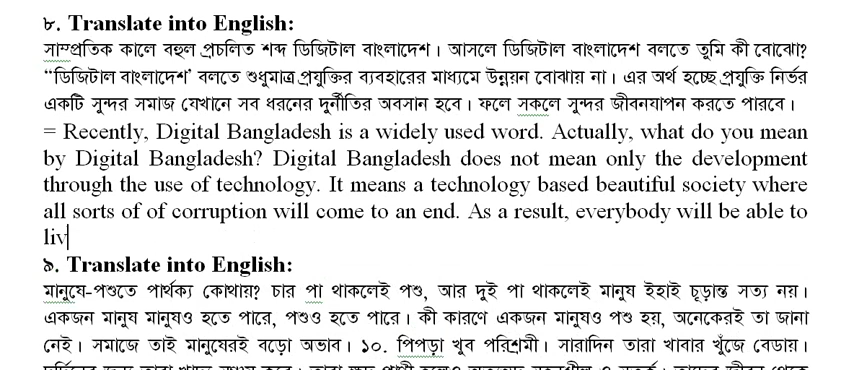 ৮. Translate into English:
সাম্প্রতিক কালে বহুল প্রচলিত শব্দ ডিজিটাল বাংলাদেশ। আসলে ডিজিটাল বাংলাদেশ বলতে তুমি কী বোঝো?
“ডিজিটাল বাংলাদেশ’ বলতে শুধুমাত্র প্রযুক্তির ব্যবহারের মাধ্যমে উন্নয়ন বোঝায় না। এর অর্থ হচ্ছে প্রযুক্তি নির্ভর
একটি সুন্দর সমাজ যেখানে সব ধরনের দুর্নীতির অবসান হবে। ফলে সকলে সুন্দর জীবনযাপন করতে পারবে।
= Recently, Digital Bangladesh is a widely used word. Actually, what do you mean
by Digital Bangladesh? Digital Bangladesh does not mean only the development
through the use of technology. It means a technology based beautiful society where
all sorts of of corruption will come to an end. As a result, everybody will be able to
liv
৯. Translate into English:
মানুষে-পশুতে পার্থক্য কোথায়? চার পা থাকলেই পশু, আর দুই পা থাকলেই মানুষ ইহাই চূড়ান্ত সত্য নয়।
একজন মানুষ মানুষও হতে পারে, পশুও হতে পারে। কী কারণে একজন মানুষও পশু হয়, অনেকেরই তা জানা
নেই। সমাজে তাই মানুষেরই বড়ো অভাব। ১০. পিপড়া খুব পরিশ্রমী। সারাদিন তারা খাবার খুঁজে বেডায়।